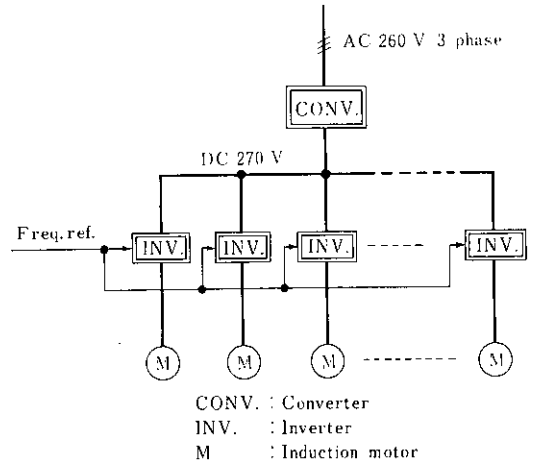 AC 260 V 3 phase
CONV.
DC 270 V
Freq. ref.
INV. INV. INV. INV.
M M M M
CONV. : Converter
INV. : Inverter
M : Induction motor